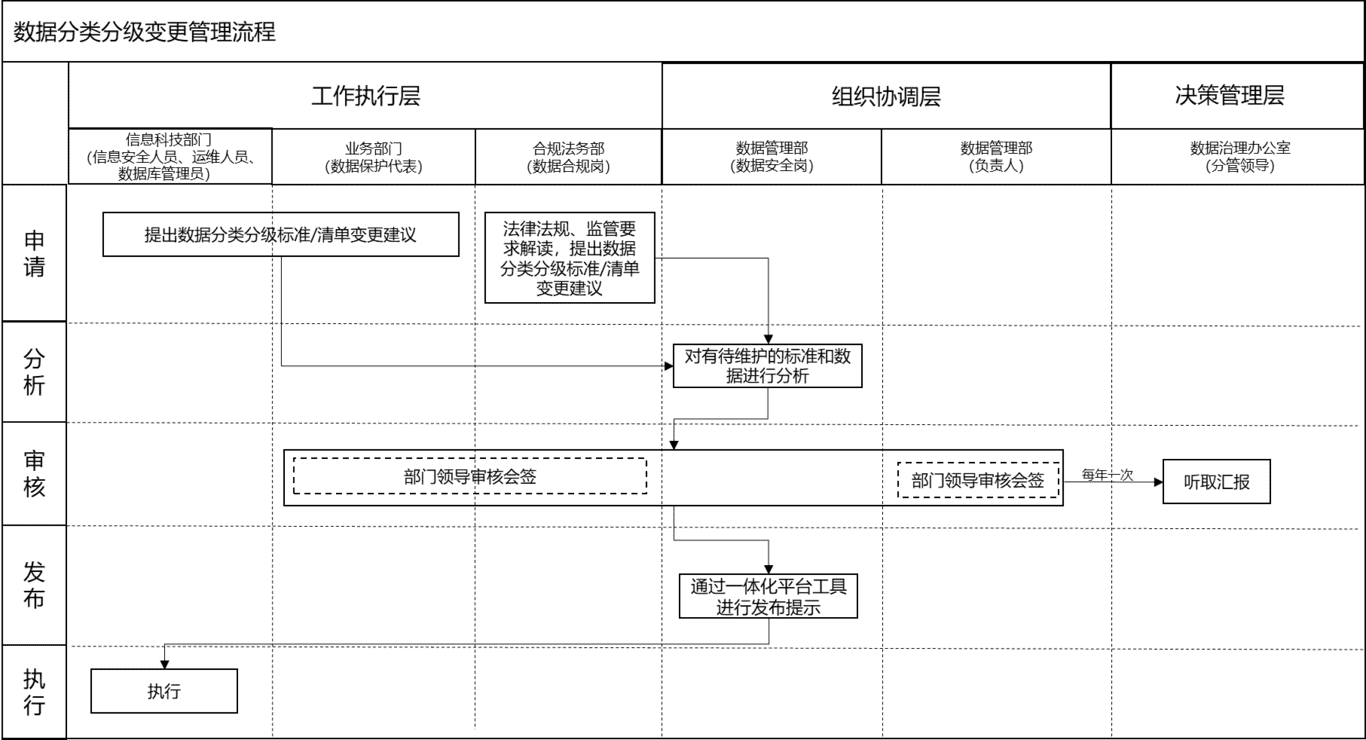 数据分类分级变更管理流程
工作执行层
组织协调层
决策管理层
信息科技部门
(信息安全人员、运维人员、
数据库管理员)
业务部门
(数据保护代表)
合规法务部
(数据合规岗)
数据管理部
(数据安全岗)
数据管理部
(负责人)
数据治理办公室
(分管领导)
申
请
提出数据分类分级标准/清单变更建议
法律法规、监管要
求解读，提出数据
分类分级标准/清单
变更建议
分
析
对有待维护的标准和数
据进行分析
审
核
部门领导审核会签
部门领导审核会签
每年一次
听取汇报
发
布
通过一体化平台工具
进行发布提示
执
行
执行